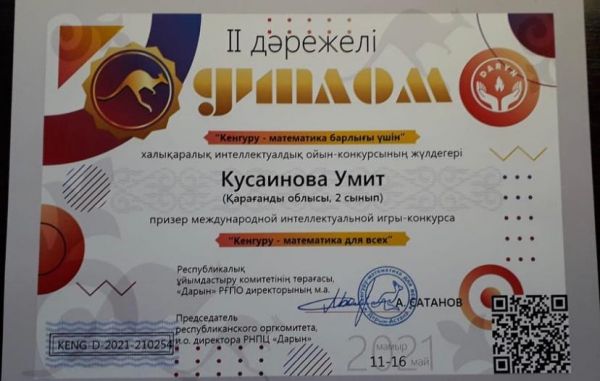 II дәрежелі
ДИПЛОМ
DARYN
"Кенгуру - математика барлығы үшін"
халықаралық интеллектуалдық ойын-конкурсының жүлдегері
Кусаинова Умит
(Қарағанды облысы, 2 сынып)
призер международной интеллектуальной игры-конкурса
"Кенгуру - математика для всех"
Республикалық
ұйымдастыру комитетінің төрағасы,
«Дарын» РҒПО директорының м.а.
А. САТАНОВ
Председатель
республиканского оргкомитета,
и.о. директора РНПЦ «Дарын»
KENG-D-2021-210254
2021
мамыр
11-16 май